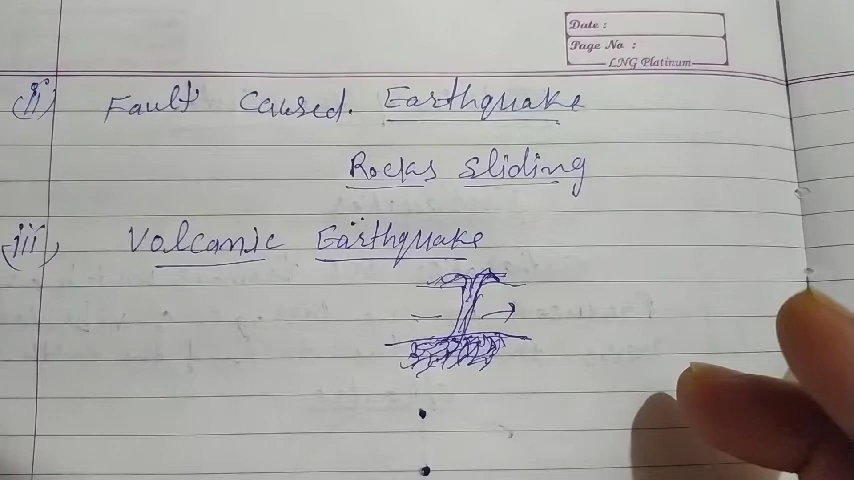 Date :
Page No :
LNG Platinum
(ii) Fault Caused. Earthquake
Rocks sliding
(iii) Volcanic Earthquake